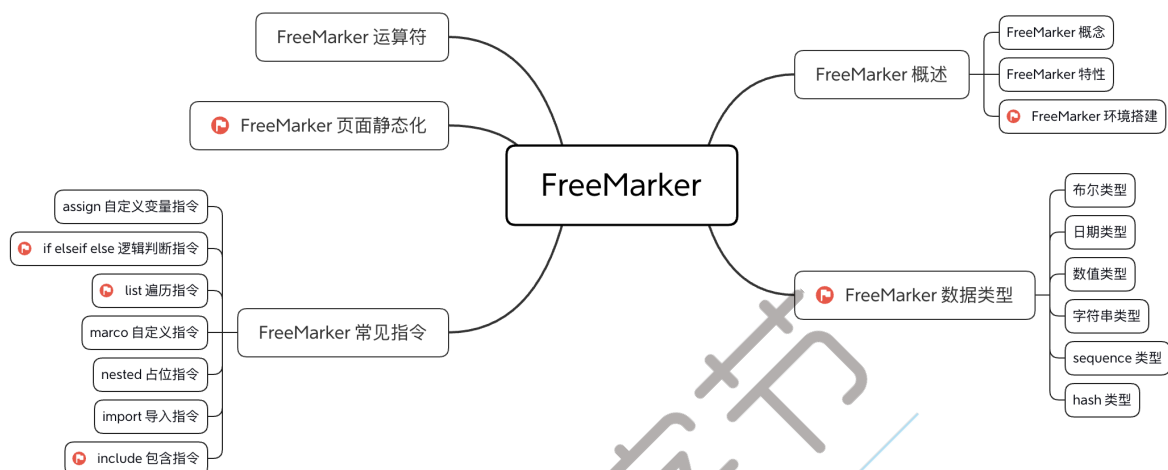 FreeMarker
FreeMarker 概述
FreeMarker 概念
FreeMarker 特性
FreeMarker 环境搭建
FreeMarker 数据类型
布尔类型
日期类型
数值类型
字符串类型
sequence 类型
hash 类型
FreeMarker 运算符
FreeMarker 页面静态化
FreeMarker 常见指令
assign 自定义变量指令
if elseif else 逻辑判断指令
list 遍历指令
marco 自定义指令
nested 占位指令
import 导入指令
include 包含指令